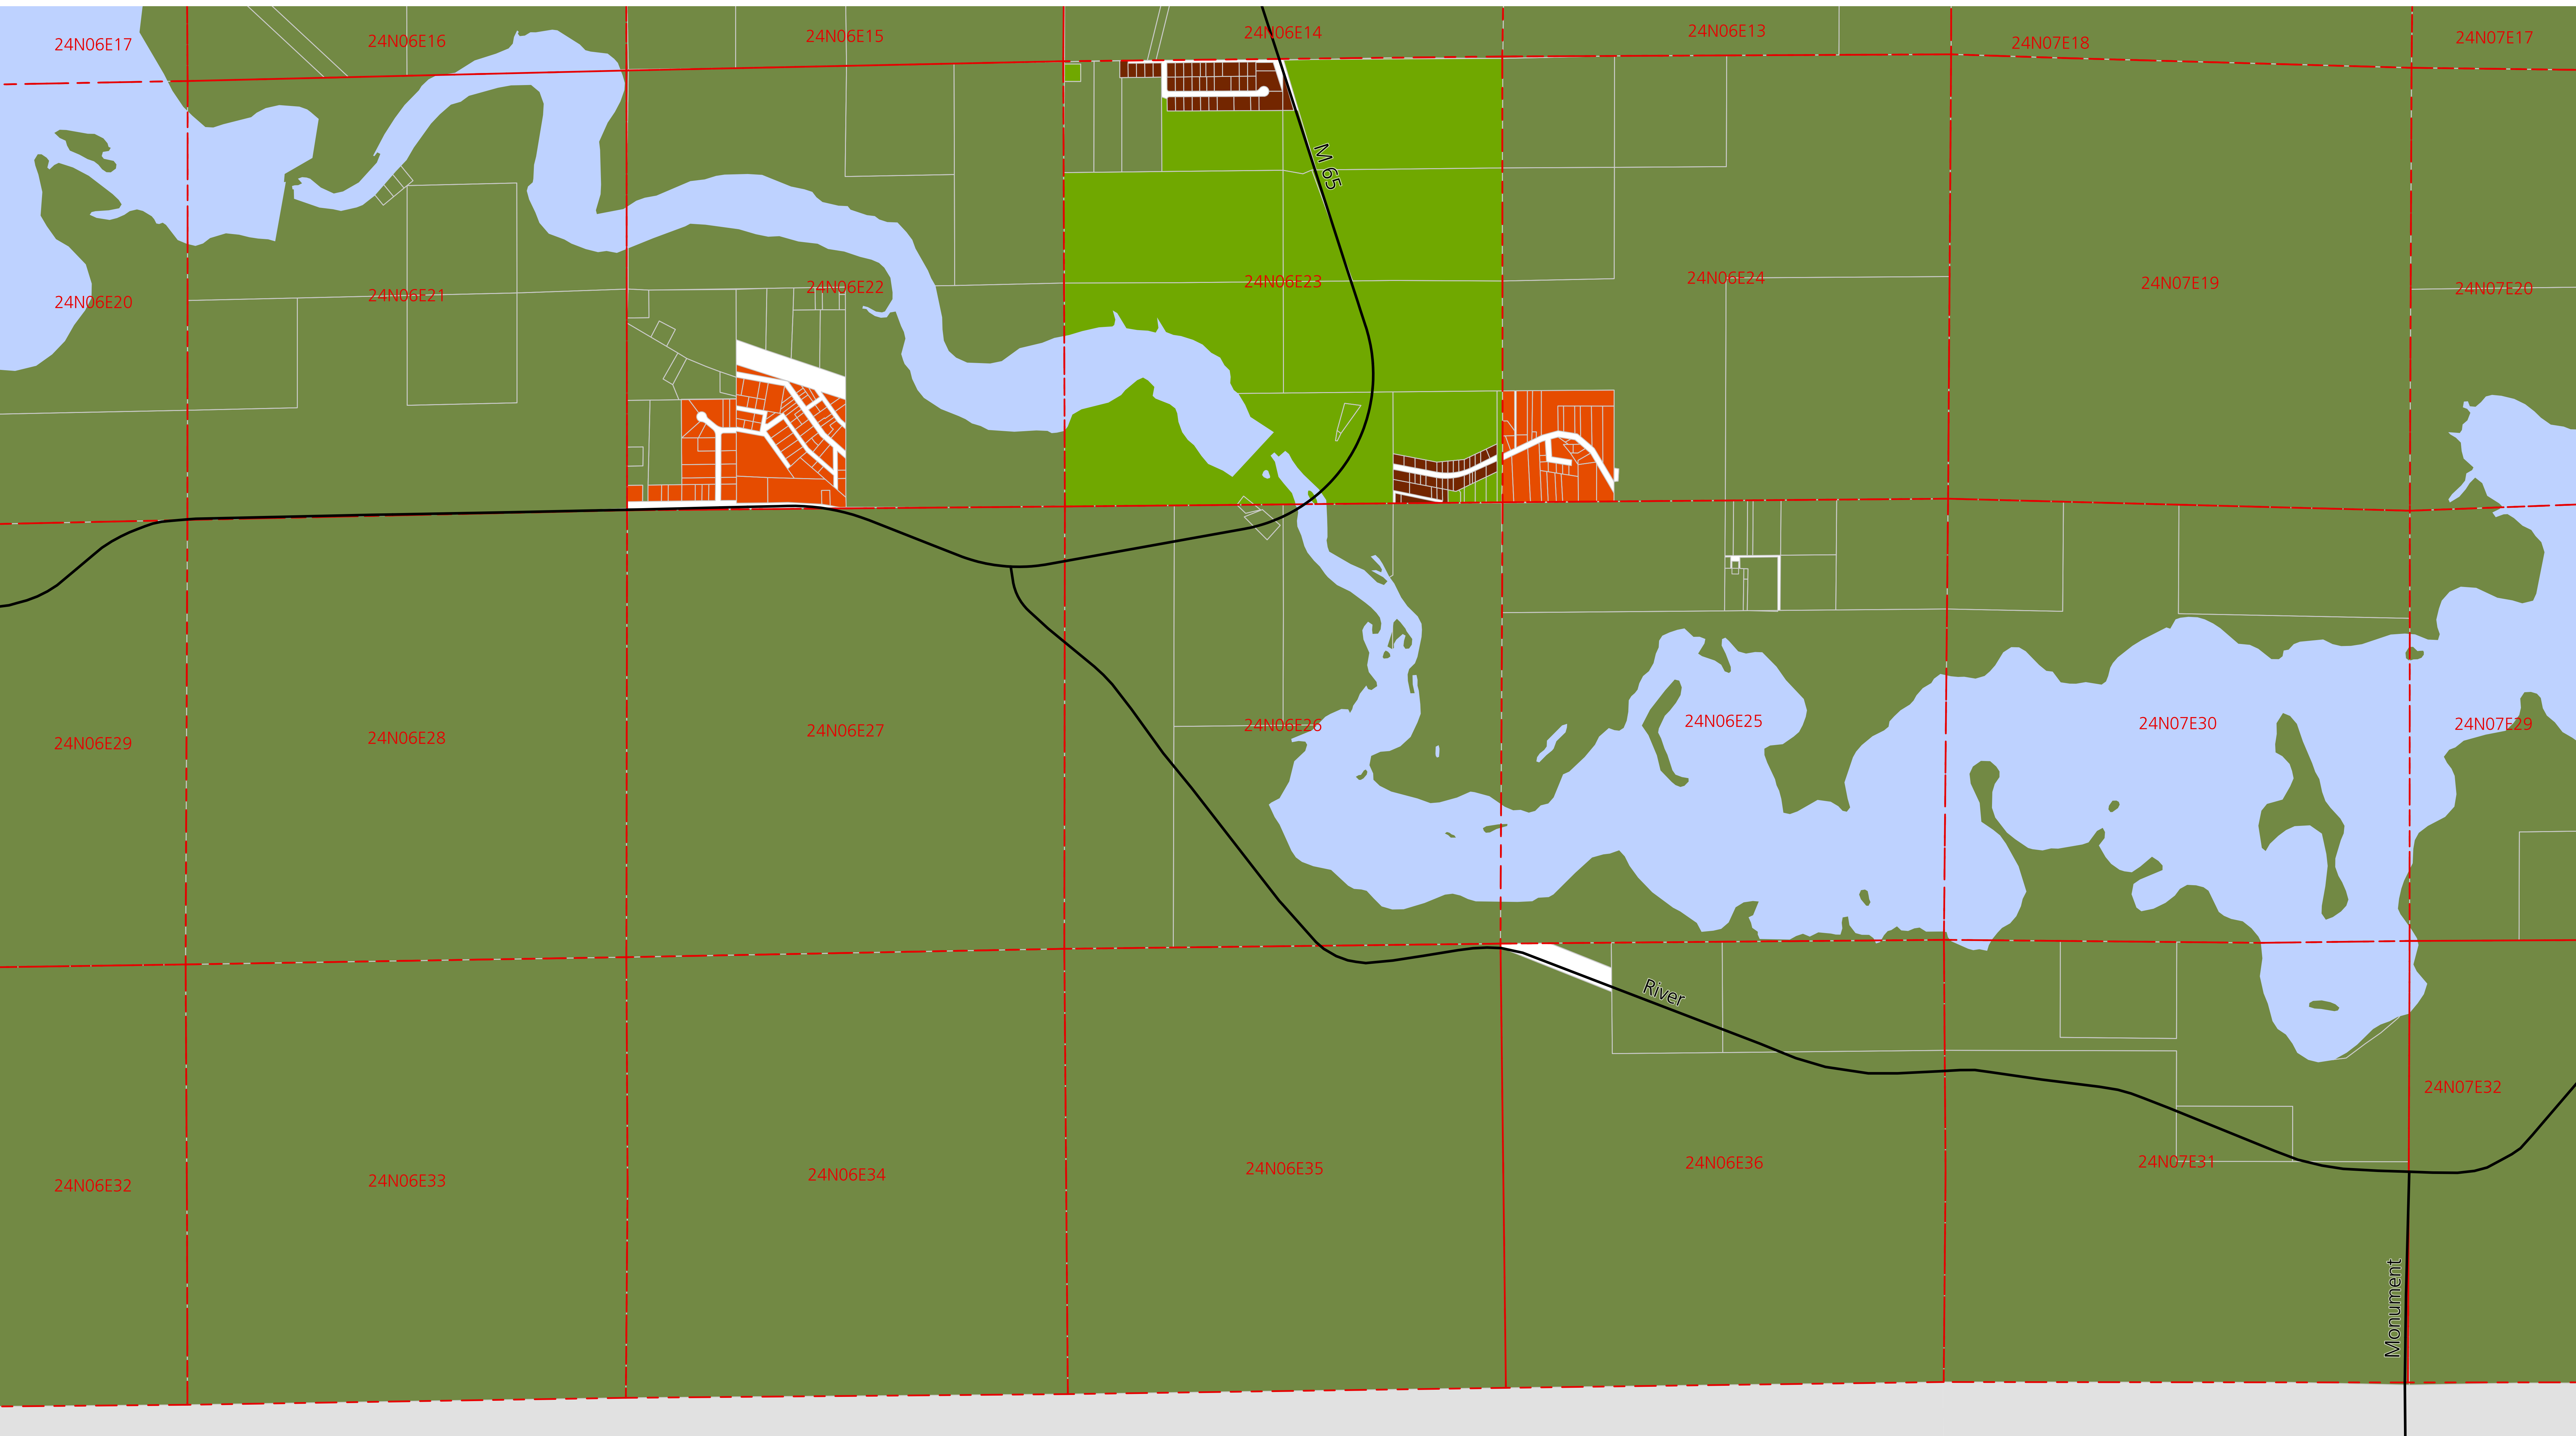 24N06E17
24N06E16
24N06E15
24N06E14
24N06E13
24N07E18
24N07E17
M 65
24N06E20
24N06E21
24N06E22
24N06E23
24N06E24
24N07E19
24N07E20
24N06E29
24N06E28
24N06E27
24N06E26
24N06E25
24N07E30
24N07E29
River
24N07E32
24N06E32
24N06E33
24N06E34
24N06E35
24N06E36
24N07E31
Monument